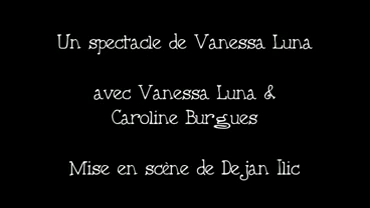 Un spectacle de Vanessa Luna
avec Vanessa Luna &
Caroline Burgues
Mise en scène de Dejan Ilic